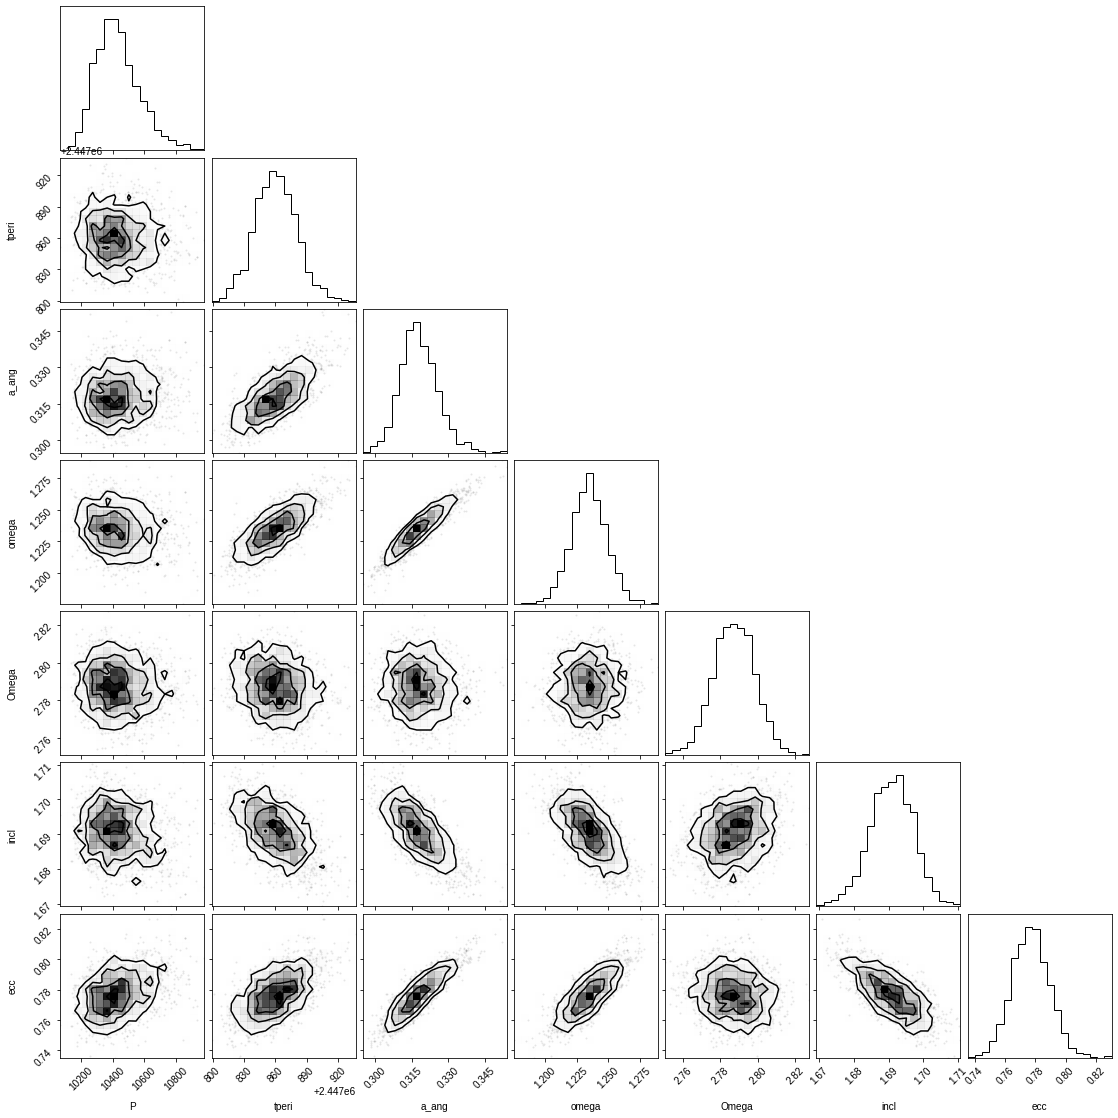 +2.447e6
920
890
860
830
800
tperi
0.345
0.330
0.315
0.300
a_ang
1.275
1.250
1.225
1.200
omega
2.82
2.80
2.78
2.76
Omega
1.71
1.70
1.69
1.68
1.67
incl
0.82
0.80
0.78
0.76
0.74
ecc
10200 10400 10600 10800
P
800 830 860 890 920
+2.447e6
tperi
0.300 0.315 0.330 0.345
a_ang
1.200 1.225 1.250 1.275
omega
2.76 2.78 2.80 2.82
Omega
1.67 1.68 1.69 1.70 1.71
incl
0.74 0.76 0.78 0.80 0.82
ecc